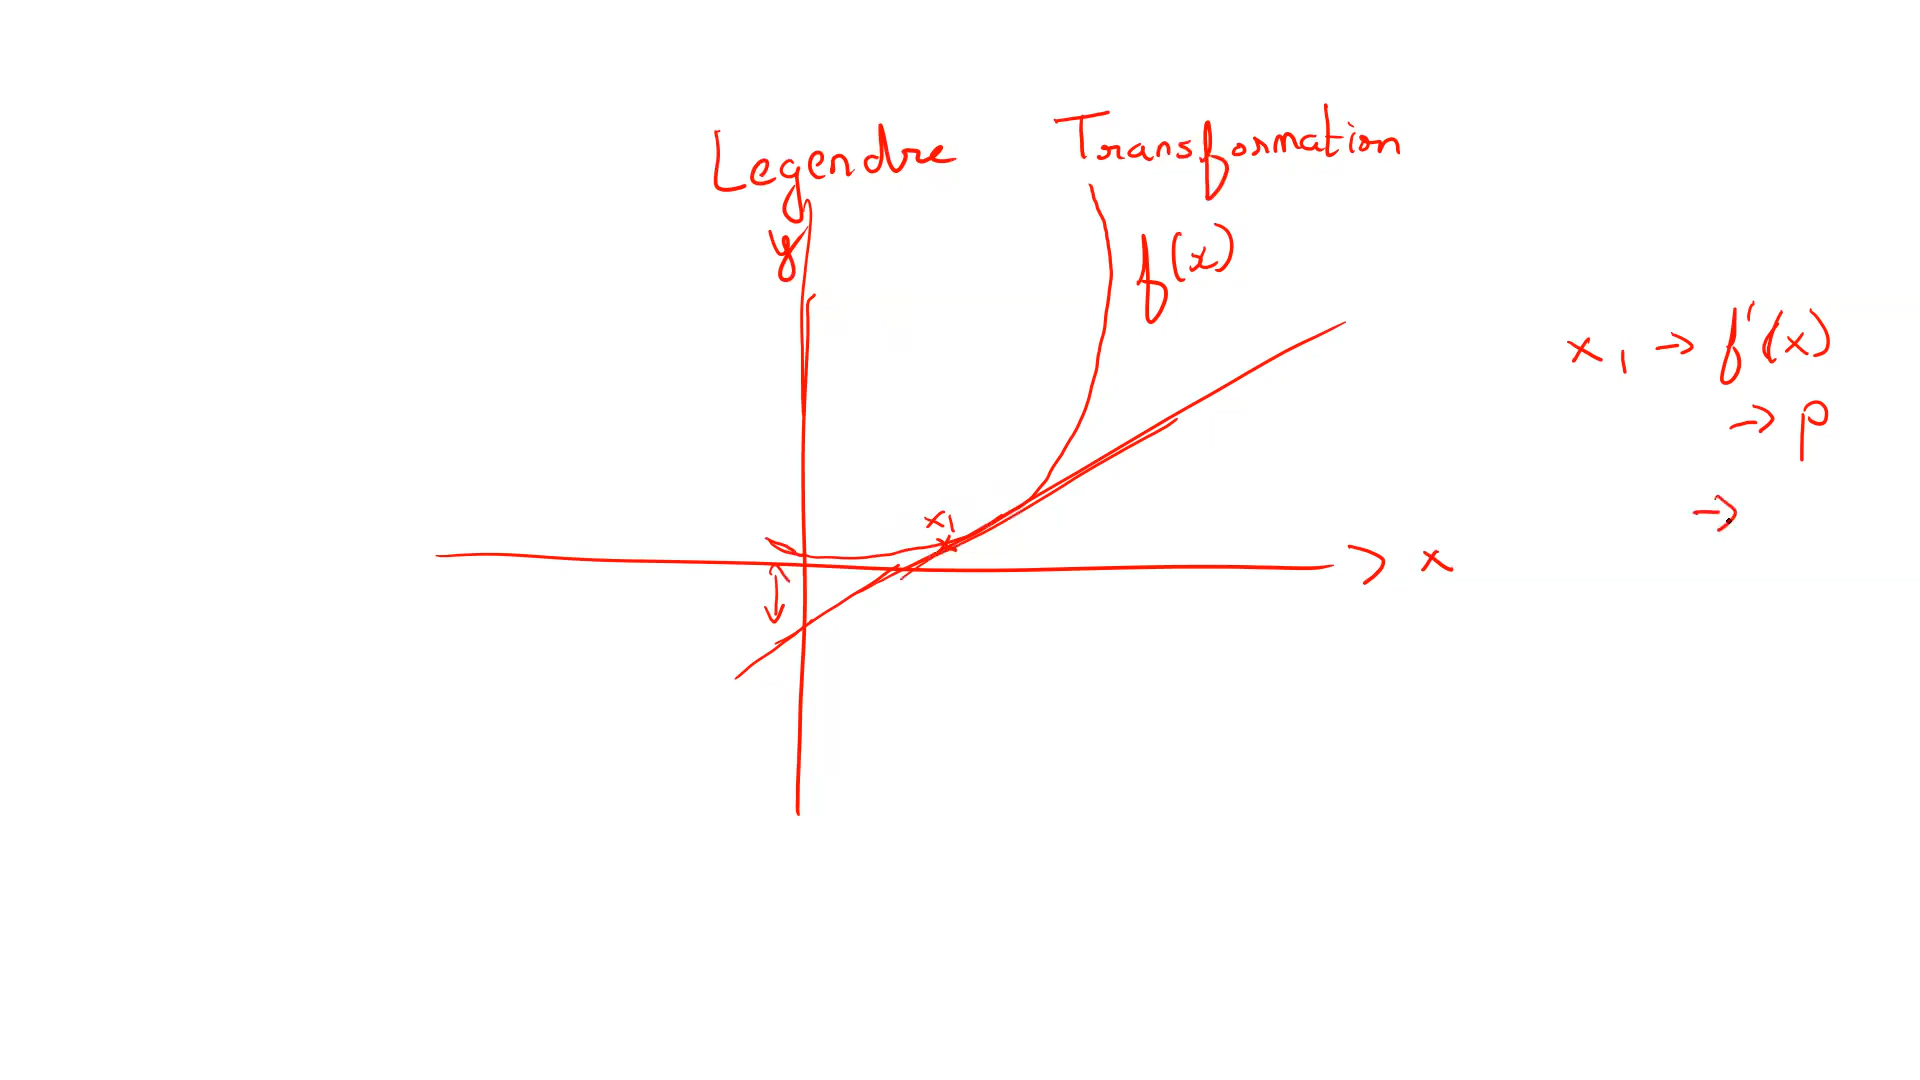 Legendre Transformation
y
f(x)
x₁ → f'(x)
→ p
→
x₁
x